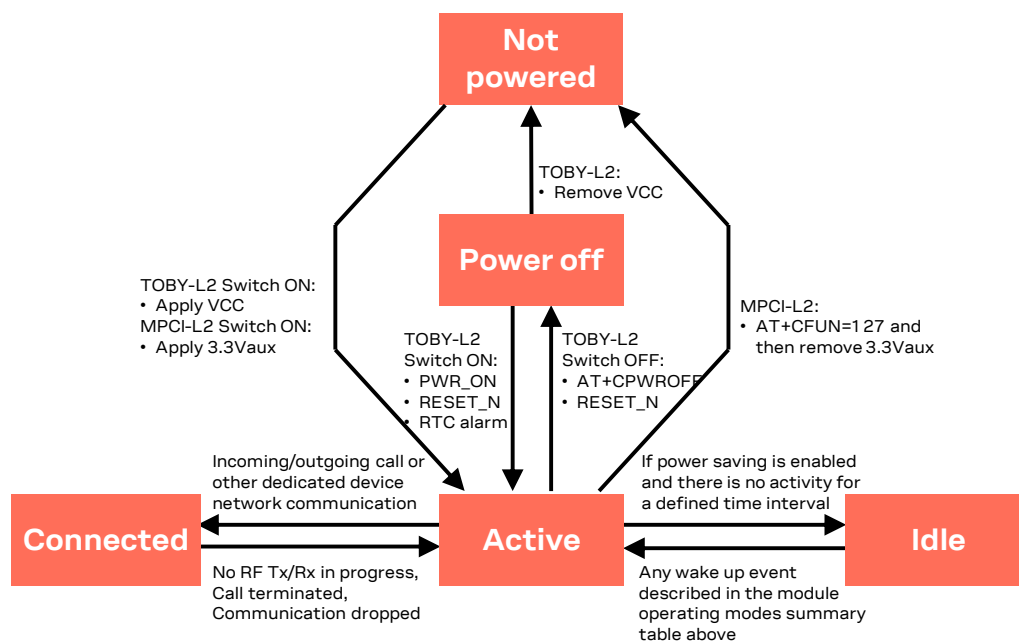 Not
powered
TOBY-L2:
• Remove VCC
Power off
TOBY-L2 Switch ON:
• Apply VCC
MPCI-L2 Switch ON:
• Apply 3.3Vaux
TOBY-L2
Switch ON:
• PWR_ON
• RESET_N
• RTC alarm
TOBY-L2
Switch OFF:
• AT+CPWROFF
• RESET_N
MPCI-L2:
• AT+CFUN=127 and
then remove 3.3Vaux
Incoming/outgoing call or
other dedicated device
network communication
If power saving is enabled
and there is no activity for
a defined time interval
Connected
Active
Idle
No RF Tx/Rx in progress,
Call terminated,
Communication dropped
Any wake up event
described in the module
operating modes summary
table above